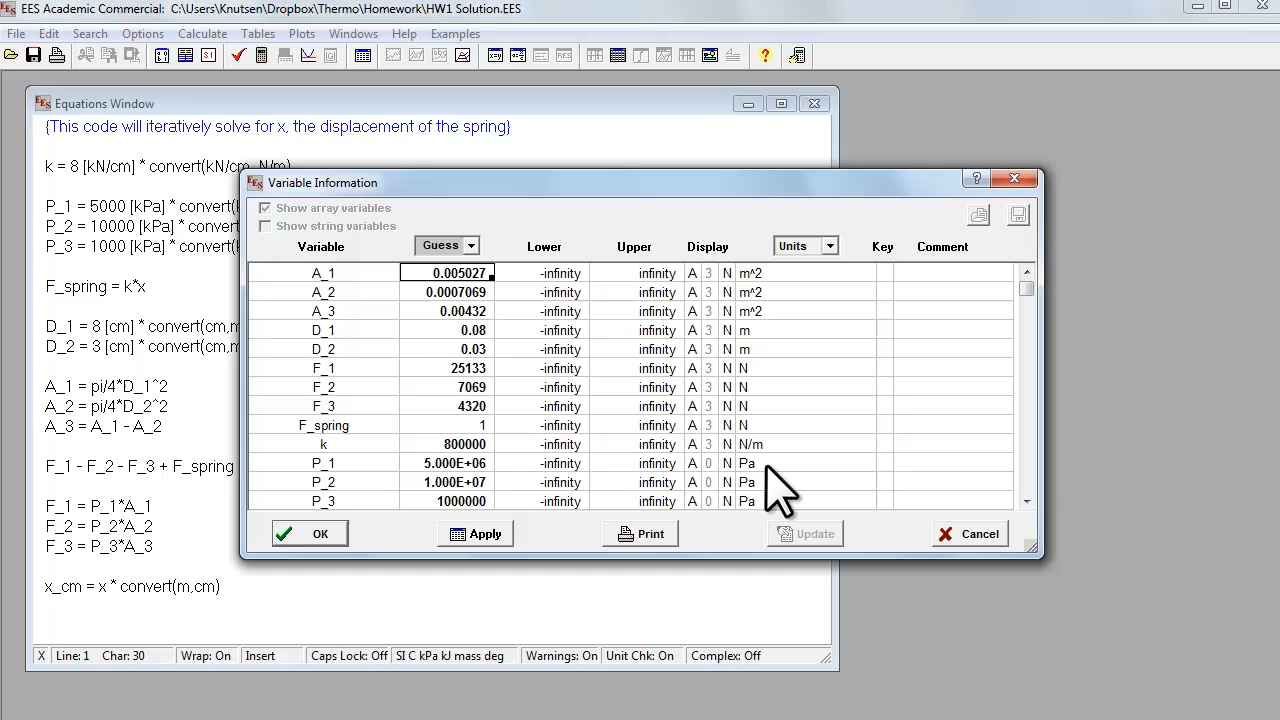 EES Academic Commercial: C:\Users\Knutsen\Dropbox\Thermo\Homework\HW1 Solution.EES
File Edit Search Options Calculate Tables Plots Windows Help Examples
EES Equations Window
{This code will iteratively solve for x, the displacement of the spring}
k = 8 [kN/cm] * convert(kN/cm, N/m)
P_1 = 5000 [kPa] * convert(
P_2 = 10000 [kPa] * convert(
P_3 = 1000 [kPa] * convert(
F_spring = k*x
D_1 = 8 [cm] * convert(cm,m
D_2 = 3 [cm] * convert(cm,m
A_1 = pi/4*D_1^2
A_2 = pi/4*D_2^2
A_3 = A_1 - A_2
F_1 - F_2 - F_3 + F_spring
F_1 = P_1*A_1
F_2 = P_2*A_2
F_3 = P_3*A_3
x_cm = x * convert(m,cm)
X Line: 1 Char: 30 Wrap: On Insert Caps Lock: Off SI C kPa kJ mass deg Warnings: On Unit Chk: On Complex: Off
EES Variable Information
Show array variables
Show string variables
Variable Guess Lower Upper Display Units Key Comment
A_1 0.005027 -infinity infinity A 3 N m^2
A_2 0.0007069 -infinity infinity A 3 N m^2
A_3 0.00432 -infinity infinity A 3 N m^2
D_1 0.08 -infinity infinity A 3 N m
D_2 0.03 -infinity infinity A 3 N m
F_1 25133 -infinity infinity A 3 N N
F_2 7069 -infinity infinity A 3 N N
F_3 4320 -infinity infinity A 3 N N
F_spring 1 -infinity infinity A 3 N N
k 800000 -infinity infinity A 3 N N/m
P_1 5.000E+06 -infinity infinity A 0 N Pa
P_2 1.000E+07 -infinity infinity A 0 N Pa
P_3 1000000 -infinity infinity A 0 N Pa
OK Apply Print Update Cancel